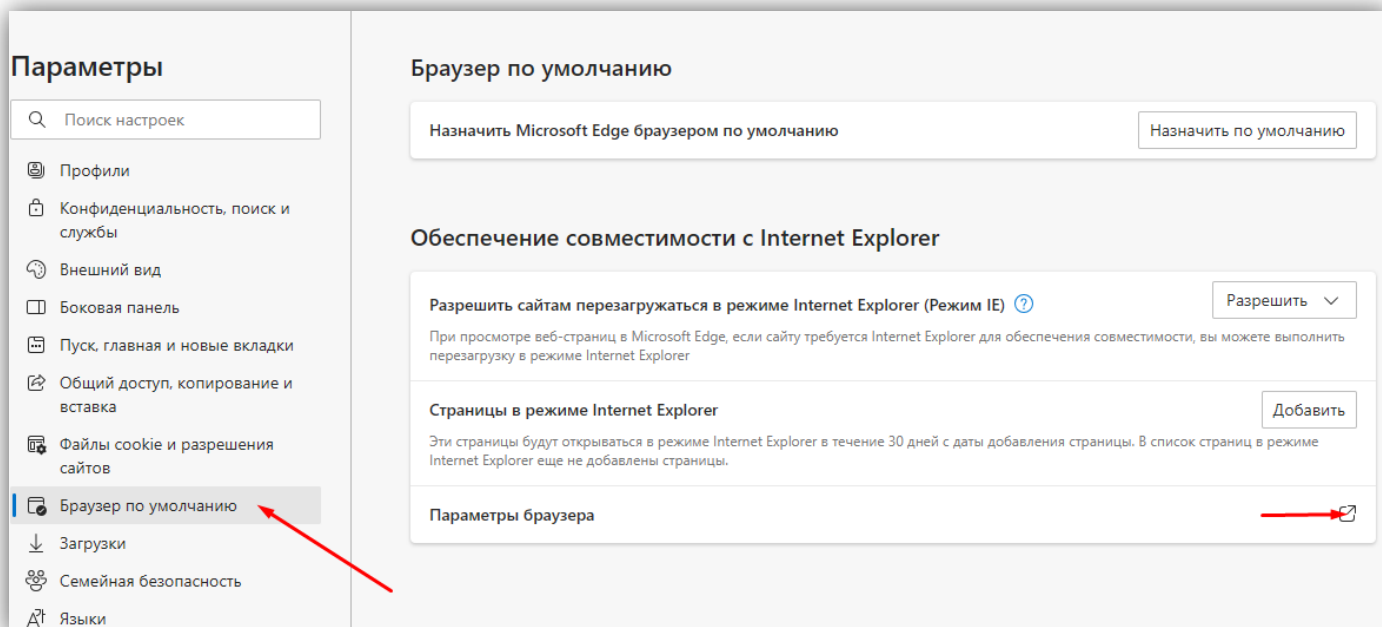 Параметры
Поиск настроек
Профили
Конфиденциальность, поиск и
службы
Внешний вид
Боковая панель
Пуск, главная и новые вкладки
Общий доступ, копирование и
вставка
Файлы cookie и разрешения
сайтов
Браузер по умолчанию
Загрузки
Семейная безопасность
Языки
Браузер по умолчанию
Назначить Microsoft Edge браузером по умолчанию
Назначить по умолчанию
Обеспечение совместимости с Internet Explorer
Разрешить сайтам перезагружаться в режиме Internet Explorer (Режим IE)
Разрешить
При просмотре веб-страниц в Microsoft Edge, если сайту требуется Internet Explorer для обеспечения совместимости, вы можете выполнить
перезагрузку в режиме Internet Explorer
Страницы в режиме Internet Explorer
Добавить
Эти страницы будут открываться в режиме Internet Explorer в течение 30 дней с даты добавления страницы. В список страниц в режиме
Internet Explorer еще не добавлены страницы.
Параметры браузера